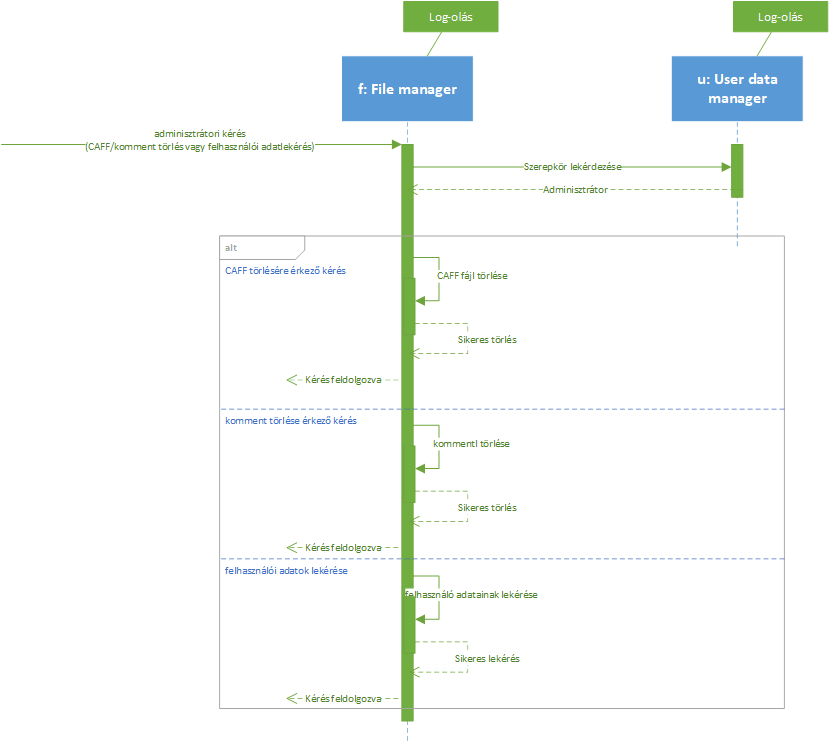 Log-olás
Log-olás
f: File manager
u: User data
manager
adminisztrátori kérés
(CAFF/komment törlés vagy felhasználói adatlekérés)
Szerepkör lekérdezése
Adminisztrátor
alt
CAFF törlésére érkező kérés
CAFF fájl törlése
Sikeres törlés
Kérés feldolgozva
komment törlése érkező kérés
kommentl törlése
Sikeres törlés
Kérés feldolgozva
felhasználói adatok lekérése
felhasználó adatainak lekérése
Sikeres lekérés
Kérés feldolgozva